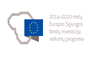 2014–2020 metų
Europos Sąjungos
fondų investicijų
veiksmų programa